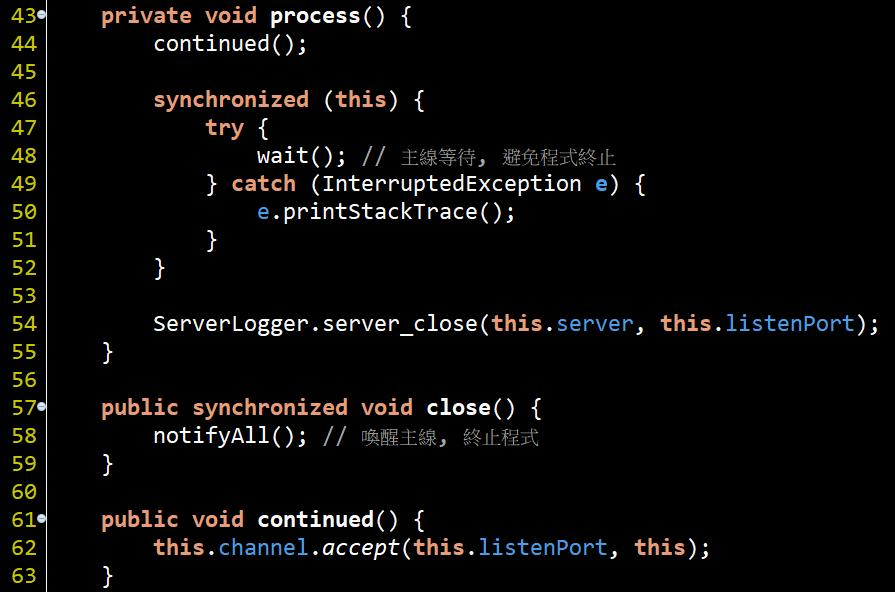 43 private void process() {
44 continued();
45
46 synchronized (this) {
47 try {
48 wait(); // 主線等待, 避免程式終止
49 } catch (InterruptedException e) {
50 e.printStackTrace();
51 }
52 }
53
54 ServerLogger.server_close(this.server, this.listenPort);
55 }
56
57 public synchronized void close() {
58 notifyAll(); // 喚醒主線, 終止程式
59 }
60
61 public void continued() {
62 this.channel.accept(this.listenPort, this);
63 }